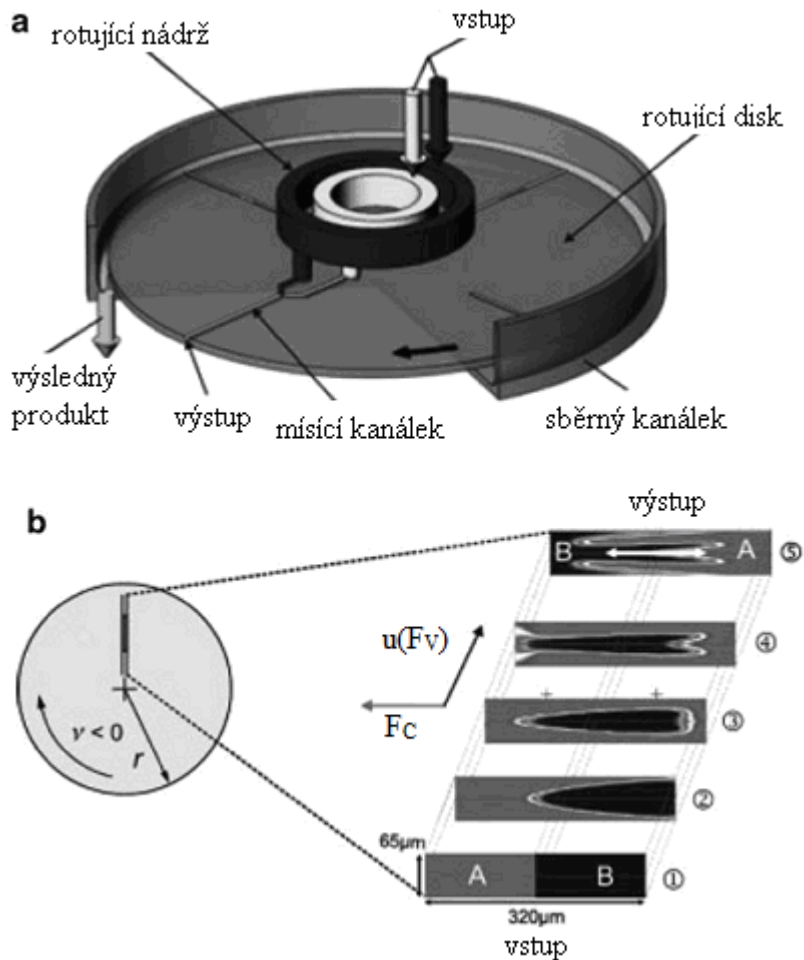 a
rotující nádrž
vstup
rotující disk
výsledný
produkt
výstup
mísící kanálek
sběrný kanálek
b
výstup
B
A
⑤
u(Fv)
④
Fc
③
ν < 0
r
②
65µm
A
B
①
320µm
vstup